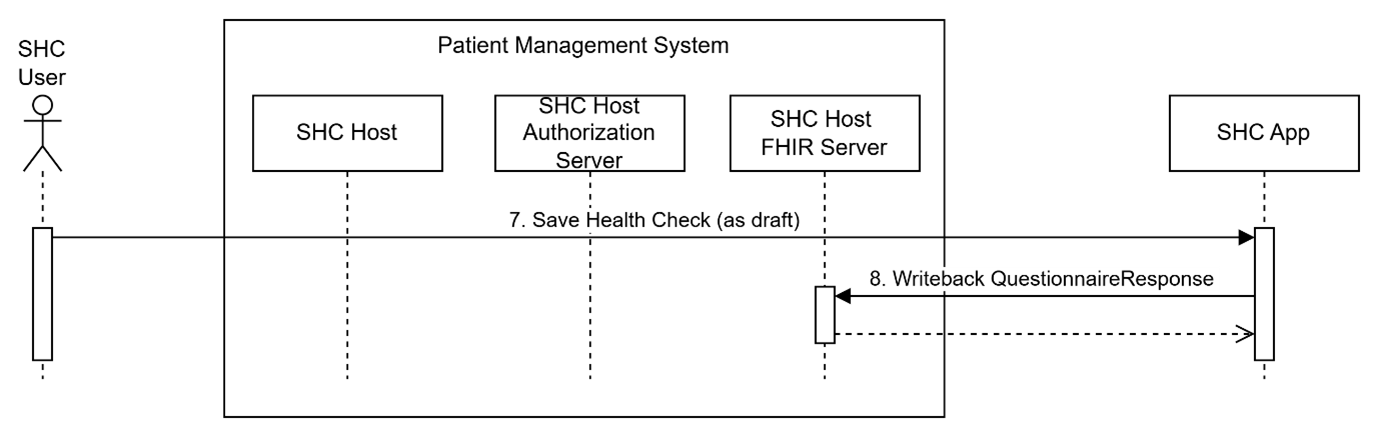 SHC
User
Patient Management System
SHC Host
SHC Host
Authorization
Server
SHC Host
FHIR Server
SHC App
7. Save Health Check (as draft)
8. Writeback QuestionnaireResponse